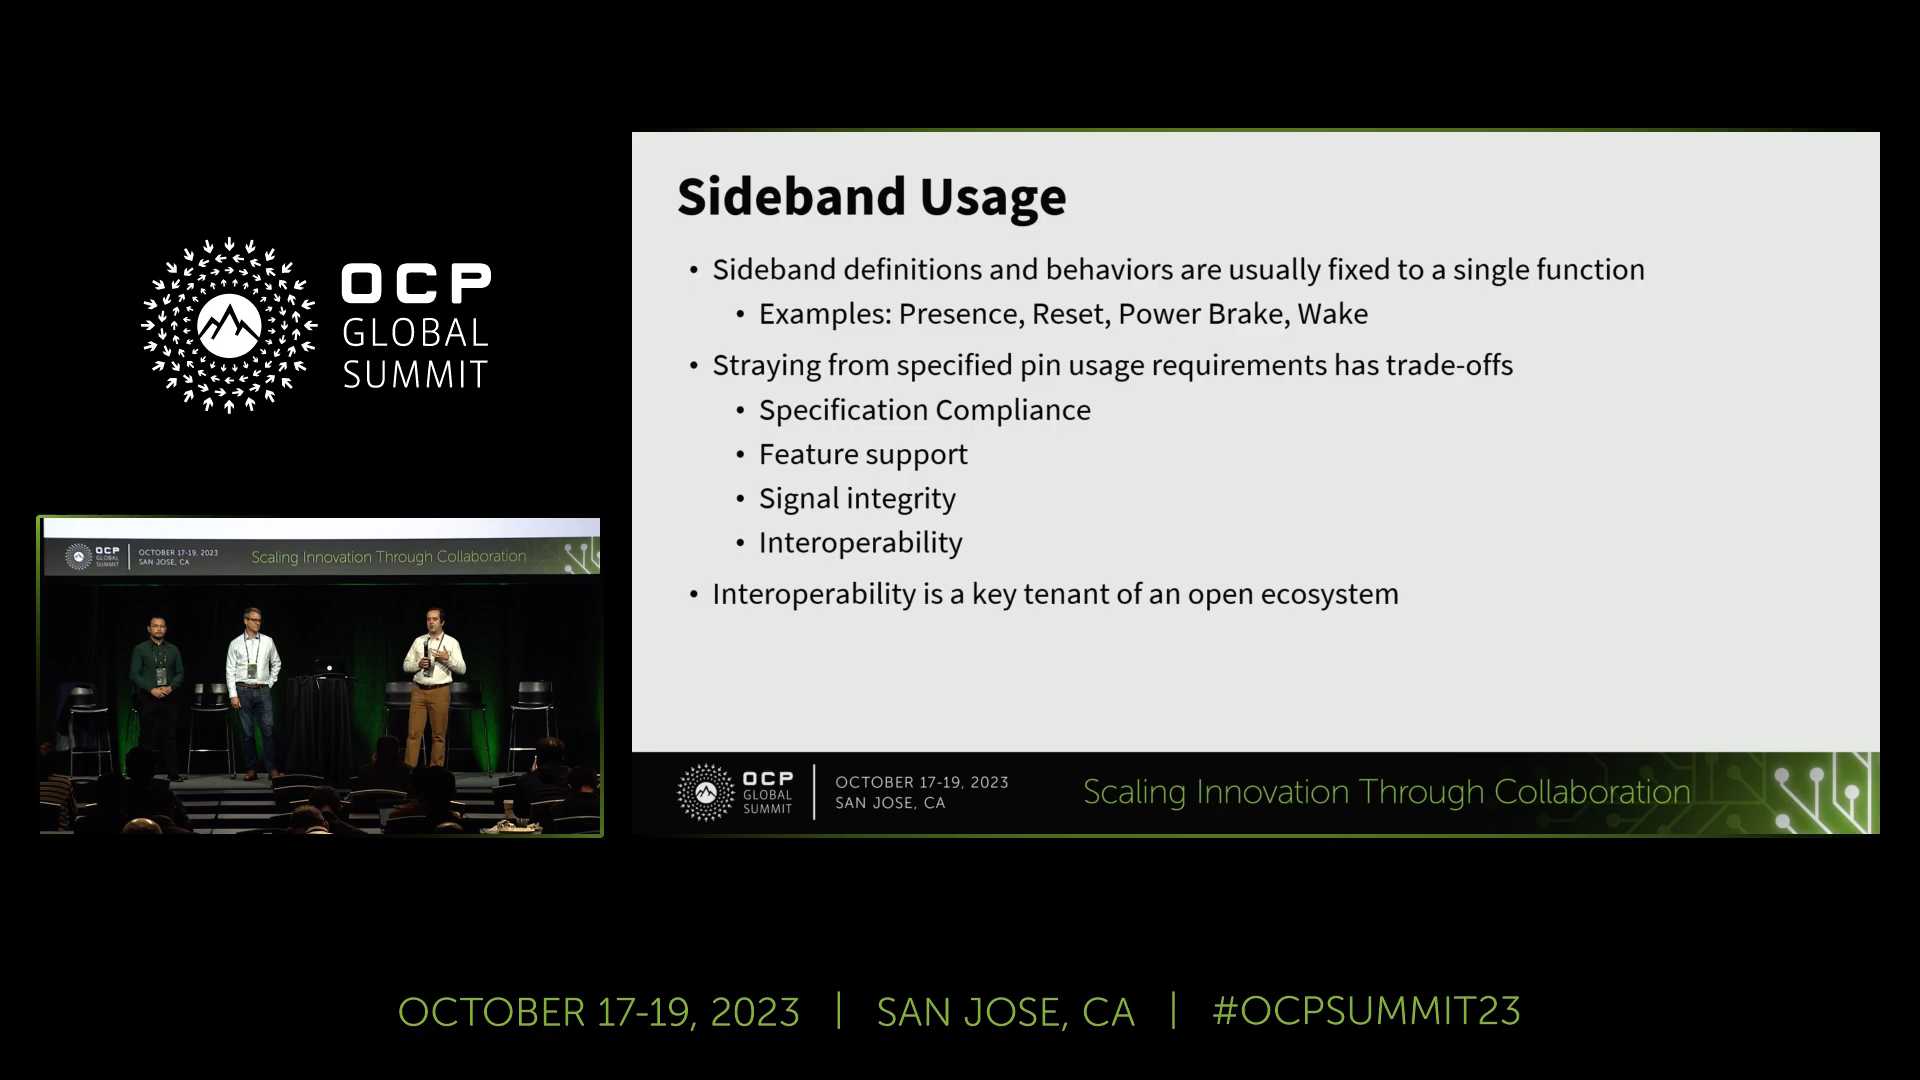 OCP
GLOBAL
SUMMIT
OCP
GLOBAL
SUMMIT
OCTOBER 17-19, 2023
SAN JOSE, CA
Scaling Innovation Through Collaboration
Sideband Usage
• Sideband definitions and behaviors are usually fixed to a single function
• Examples: Presence, Reset, Power Brake, Wake
• Straying from specified pin usage requirements has trade-offs
• Specification Compliance
• Feature support
• Signal integrity
• Interoperability
• Interoperability is a key tenant of an open ecosystem
OCP
GLOBAL
SUMMIT
OCTOBER 17-19, 2023
SAN JOSE, CA
Scaling Innovation Through Collaboration
OCTOBER 17-19, 2023 | SAN JOSE, CA | #OCPSUMMIT23